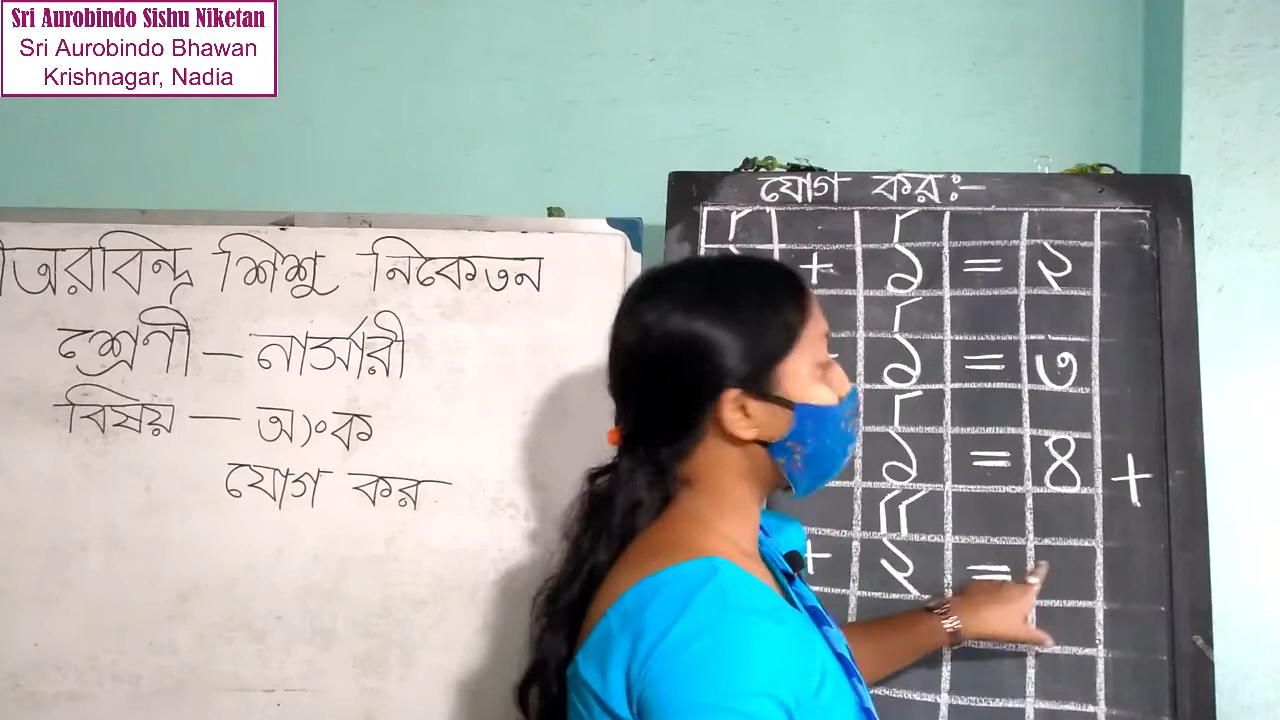 Sri Aurobindo Sishu Niketan
Sri Aurobindo Bhawan
Krishnagar, Nadia
শ্রীঅরবিন্দ শিশু নিকেতন
শ্রেণী – নার্সারী
বিষয় – অংক
যোগ কর
যোগ কর:-
+ ১ = ২
১ = ৩
১ = ৪
+
+ ২ =